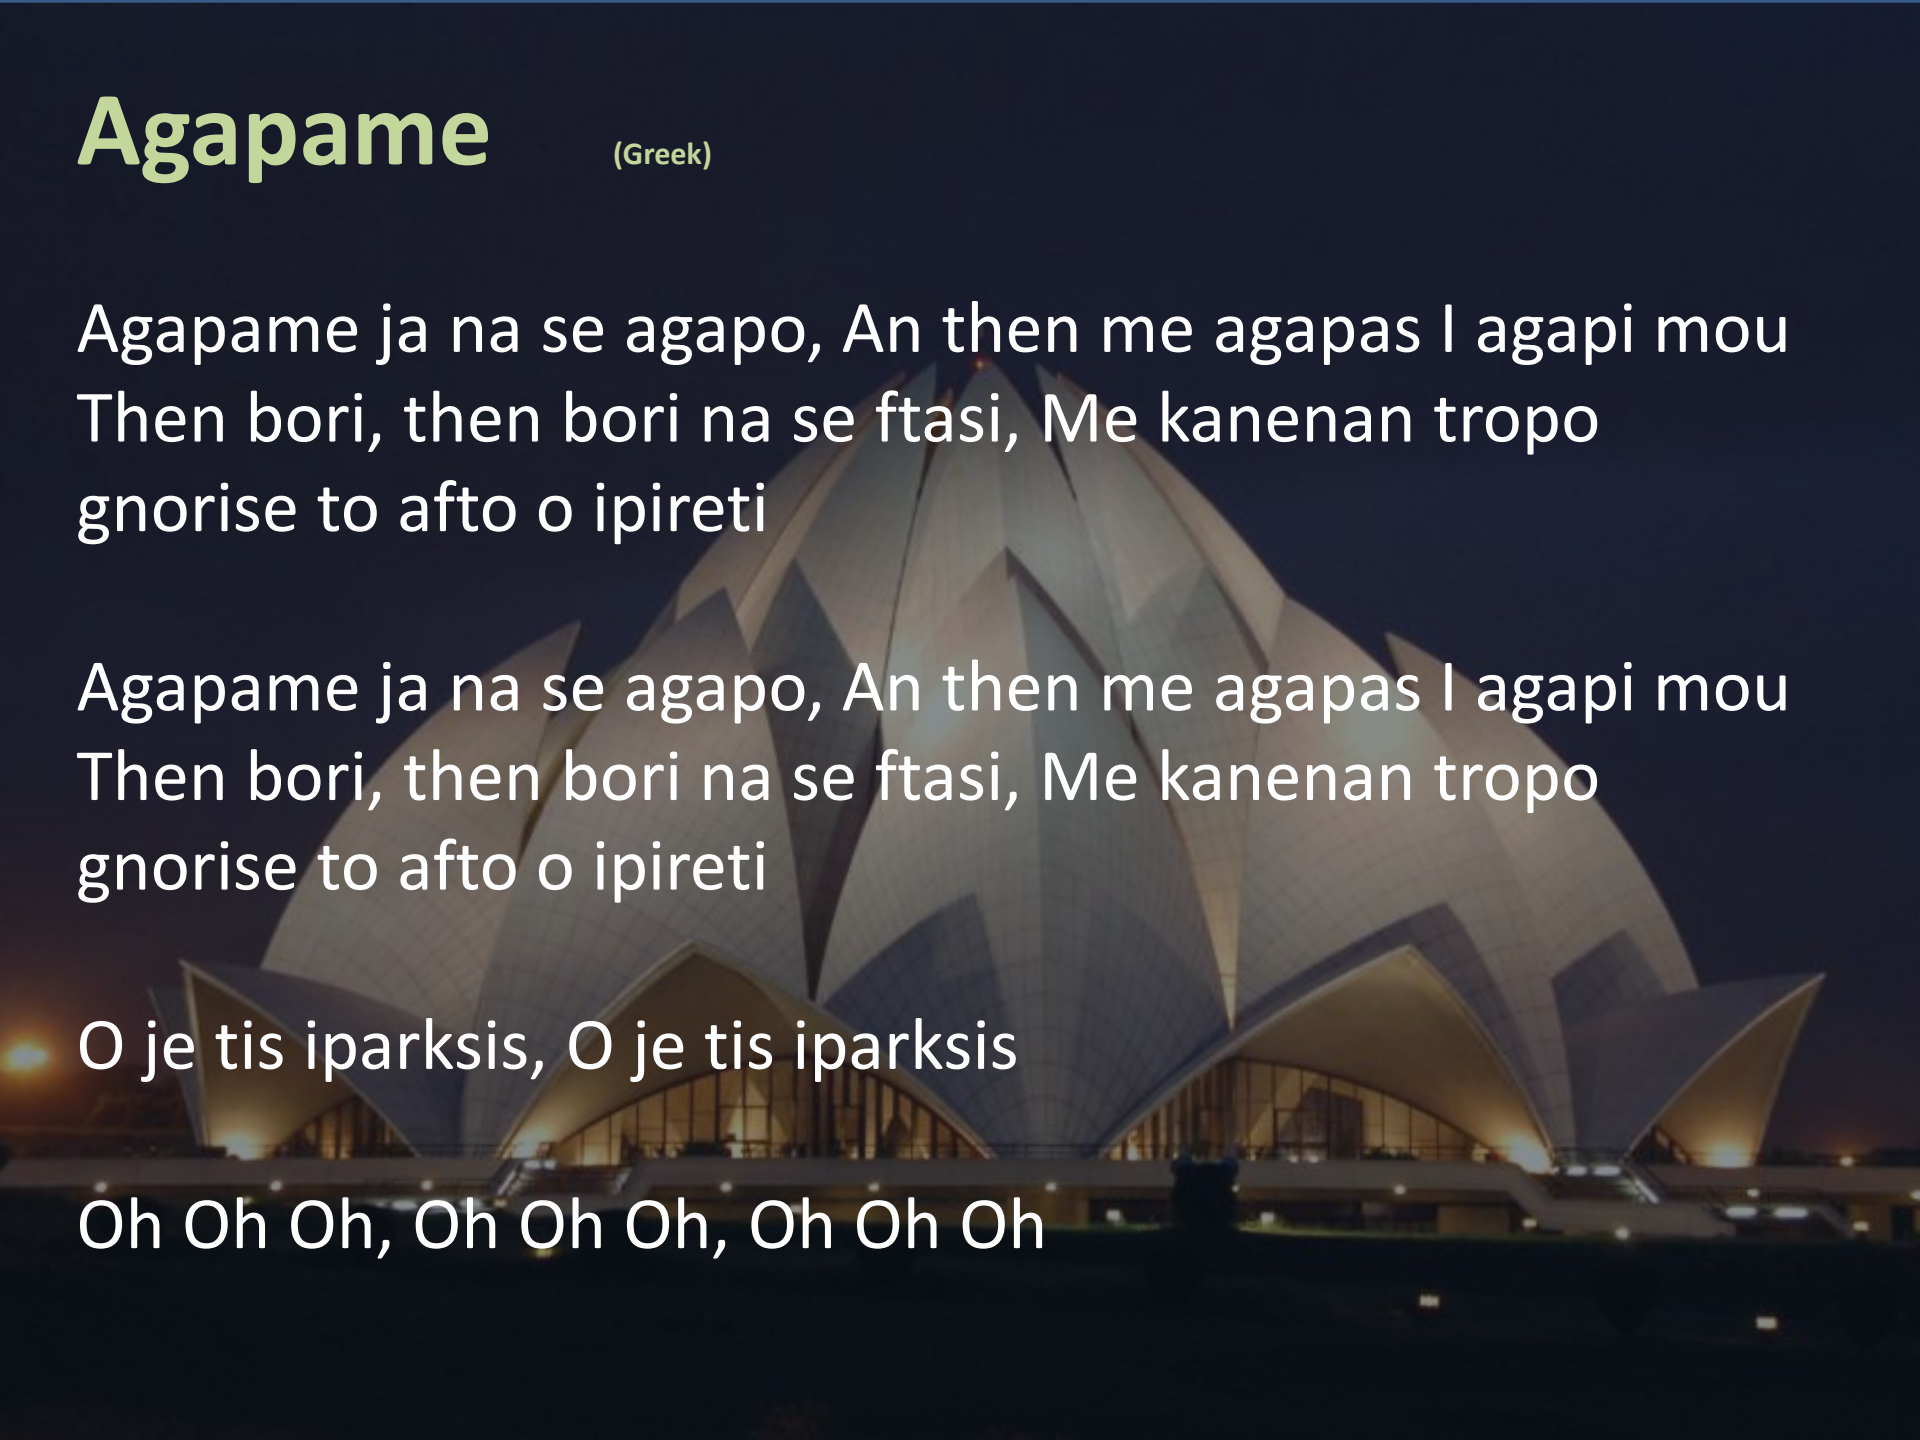 Agapame (Greek)
Agapame ja na se agapo, An then me agapas I agapi mou
Then bori, then bori na se ftasi, Me kanenan tropo
gnorise to afto o ipireti
Agapame ja na se agapo, An then me agapas I agapi mou
Then bori, then bori na se ftasi, Me kanenan tropo
gnorise to afto o ipireti
O je tis iparksis, O je tis iparksis
Oh Oh Oh, Oh Oh Oh, Oh Oh Oh